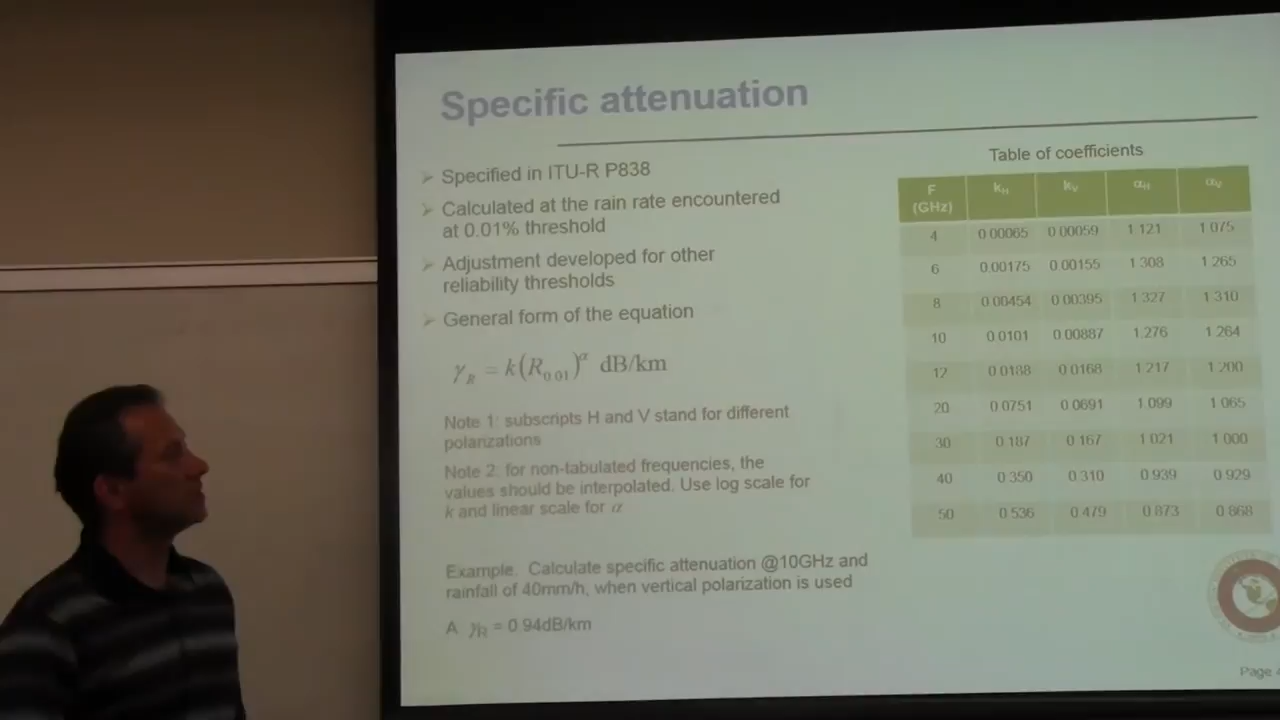 Specific attenuation
Specified in ITU-R P838
Calculated at the rain rate encountered
at 0.01% threshold
Adjustment developed for other
reliability thresholds
General form of the equation
γR = k(R0.01)^α dB/km
Note 1: subscripts H and V stand for different
polarizations
Note 2: for non-tabulated frequencies, the
values should be interpolated. Use log scale for
k and linear scale for α
Example. Calculate specific attenuation @10GHz and
rainfall of 40mm/h, when vertical polarization is used
A. γR = 0.94dB/km
Table of coefficients
F (GHz) kH kV αH αV
4 0.00065 0.00059 1.121 1.075
6 0.00175 0.00155 1.308 1.265
8 0.00454 0.00395 1.327 1.310
10 0.0101 0.00887 1.276 1.264
12 0.0188 0.0168 1.217 1.200
20 0.0751 0.0691 1.099 1.065
30 0.187 0.167 1.021 1.000
40 0.350 0.310 0.939 0.929
50 0.536 0.479 0.873 0.868
Page